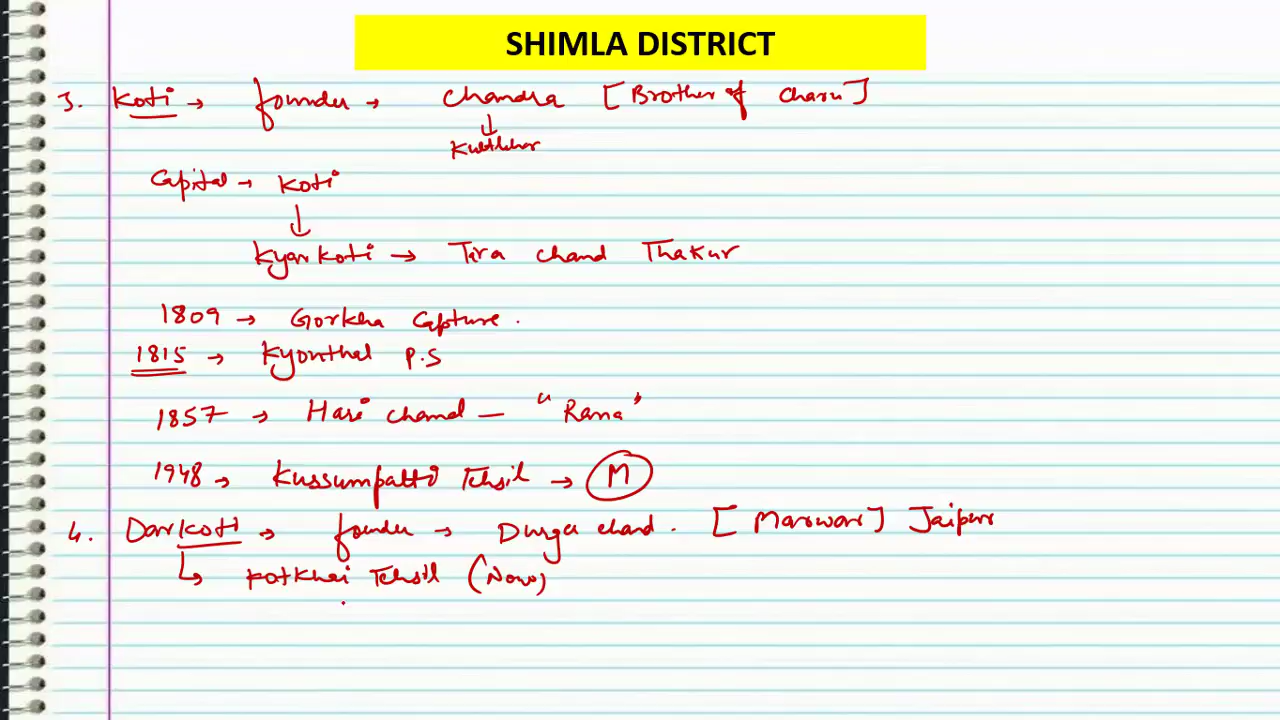 SHIMLA DISTRICT
3. Koti → founder → Chandra [Brother of Charu]
↓
Kutlehar
Capital → Koti
↓
Kyarkoti → Tira chand Thakur
1809 → Gorkha Capture.
1815 → Kyonthal P.S
1857 → Hari chand — "Rana"
1948 → Kussumpatti Tehsil → M
4. Darkoti → founder → Durga chand. [Marwar] Jaipur
↳ Kotkhai Tehsil (Now)